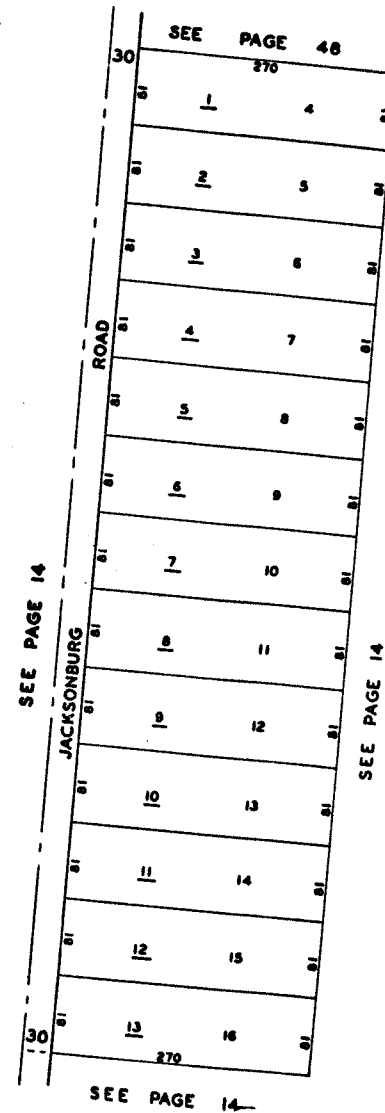 SEE PAGE 48
30 270
81 1 4 81
81 2 5 81
81 3 6 81
81 4 7 81
ROAD
81 5 8 81
81 6 9 81
81 7 10 81
SEE PAGE 14
81 8 11 81
JACKSONBURG
81 9 12 81
SEE PAGE 14
81 10 13 81
81 11 14 81
81 12 15 81
81 13 16 81
30 270
SEE PAGE 14